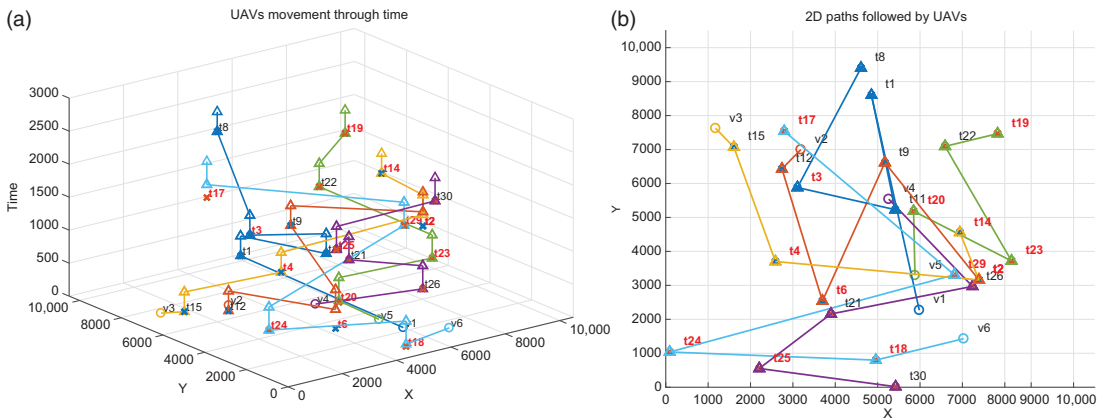 (a)
UAVs movement through time
3000
2500
2000
1500
1000
500
0
Time
10,000
8000
6000
4000
2000
0
Y
0
2000
4000
6000
8000
10,000
X
t8
t17
t3
t1
t9
t4
t19
t22
t14
t30
t29
t2
t25
t21
t23
t26
t20
v3
t15
v2
t12
t24
v4
t6
v5
v1
t18
v6
(b)
2D paths followed by UAVs
10,000
9000
8000
7000
6000
5000
4000
3000
2000
1000
0
Y
0
1000
2000
3000
4000
5000
6000
7000
8000
9000
10,000
X
t8
t1
v3
t15
t17
v2
t12
t3
t9
t22
t19
v4
t11
t20
t14
t4
t23
t29
t2
t26
v5
t6
t21
v1
t24
t25
t18
v6
t30